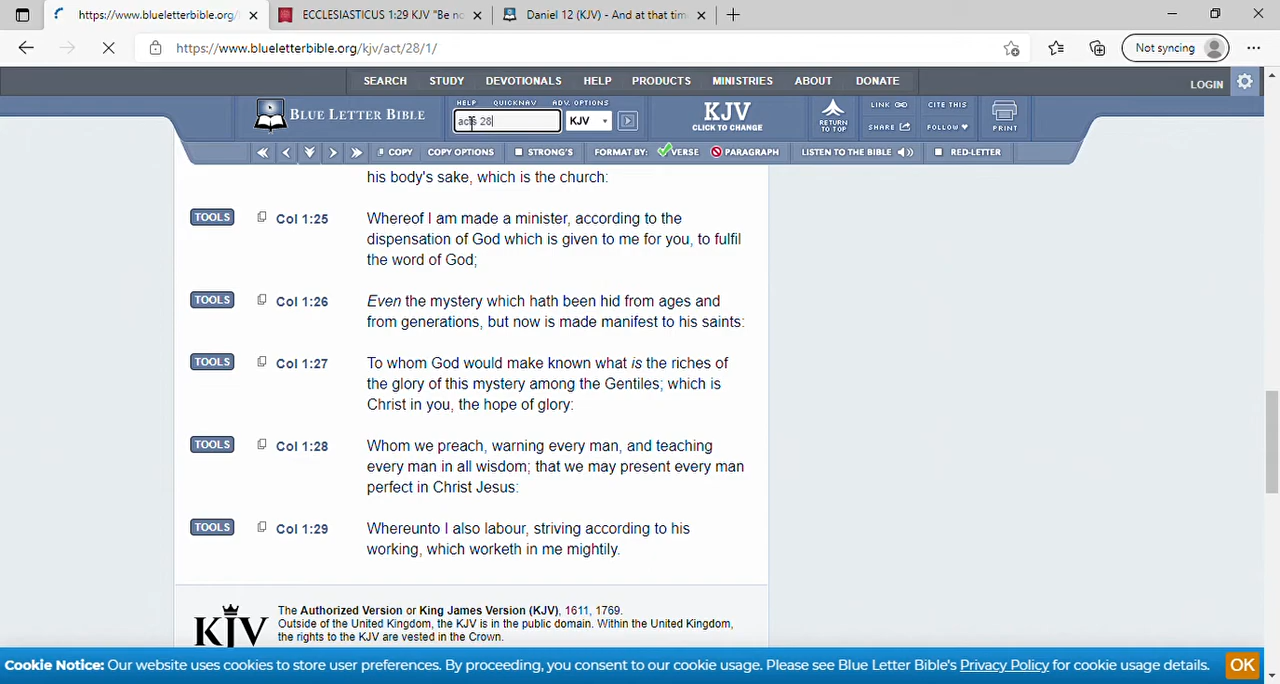 https://www.blueletterbible.org/
ECCLESIASTICUS 1:29 KJV "Be no
Daniel 12 (KJV) - And at that tim
https://www.blueletterbible.org/kjv/act/28/1/
Not syncing
SEARCH STUDY DEVOTIONALS HELP PRODUCTS MINISTRIES ABOUT DONATE
LOGIN
BLUE LETTER BIBLE
HELP QUICKNAV ADV. OPTIONS
acts 28
KJV
KJV
CLICK TO CHANGE
RETURN
TO TOP
LINK
CITE THIS
SHARE
FOLLOW
PRINT
COPY COPY OPTIONS STRONG'S FORMAT BY: VERSE PARAGRAPH LISTEN TO THE BIBLE RED-LETTER
his body's sake, which is the church:
TOOLS Col 1:25 Whereof I am made a minister, according to the
dispensation of God which is given to me for you, to fulfil
the word of God;
TOOLS Col 1:26 Even the mystery which hath been hid from ages and
from generations, but now is made manifest to his saints:
TOOLS Col 1:27 To whom God would make known what is the riches of
the glory of this mystery among the Gentiles; which is
Christ in you, the hope of glory:
TOOLS Col 1:28 Whom we preach, warning every man, and teaching
every man in all wisdom; that we may present every man
perfect in Christ Jesus:
TOOLS Col 1:29 Whereunto I also labour, striving according to his
working, which worketh in me mightily.
KJV
The Authorized Version or King James Version (KJV), 1611, 1769.
Outside of the United Kingdom, the KJV is in the public domain. Within the United Kingdom,
the rights to the KJV are vested in the Crown.
Cookie Notice: Our website uses cookies to store user preferences. By proceeding, you consent to our cookie usage. Please see Blue Letter Bible's Privacy Policy for cookie usage details.
OK